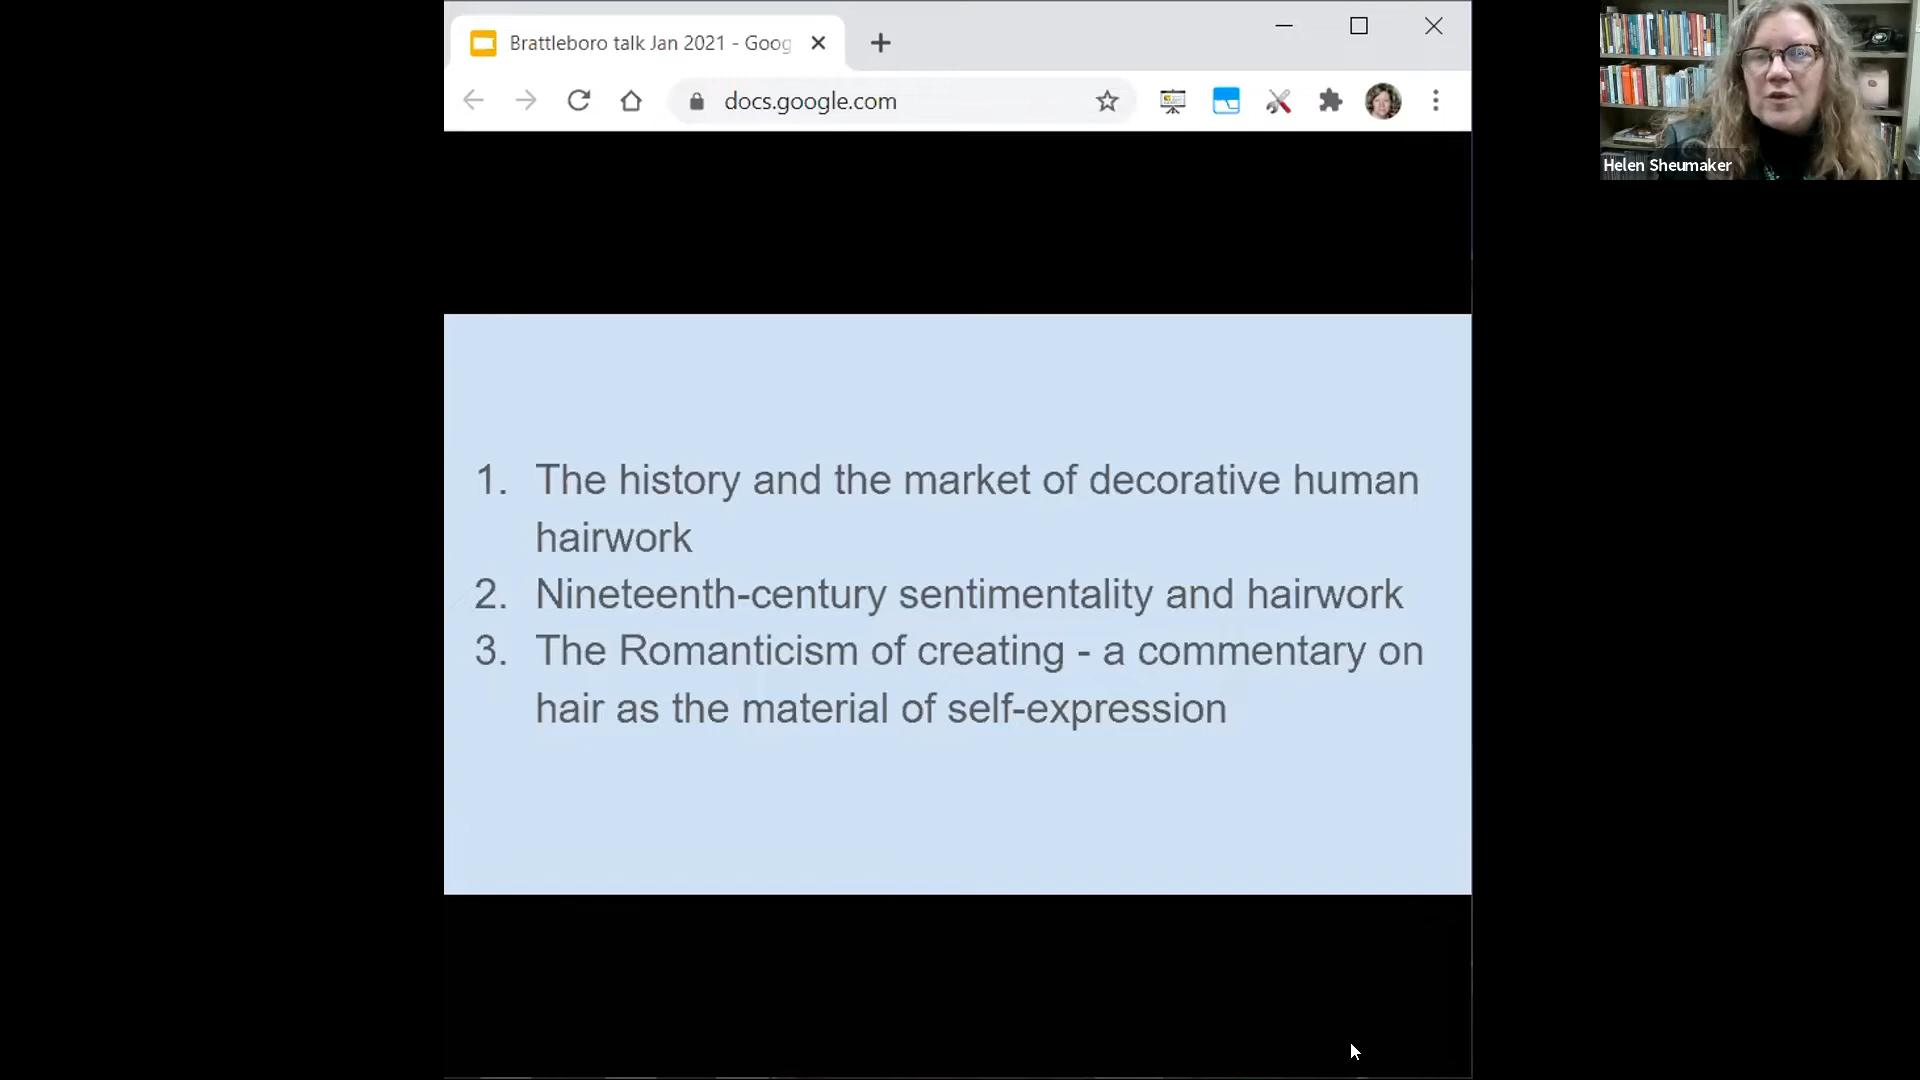 Brattleboro talk Jan 2021 - Goog
docs.google.com
Helen Sheumaker
1. The history and the market of decorative human
hairwork
2. Nineteenth-century sentimentality and hairwork
3. The Romanticism of creating - a commentary on
hair as the material of self-expression